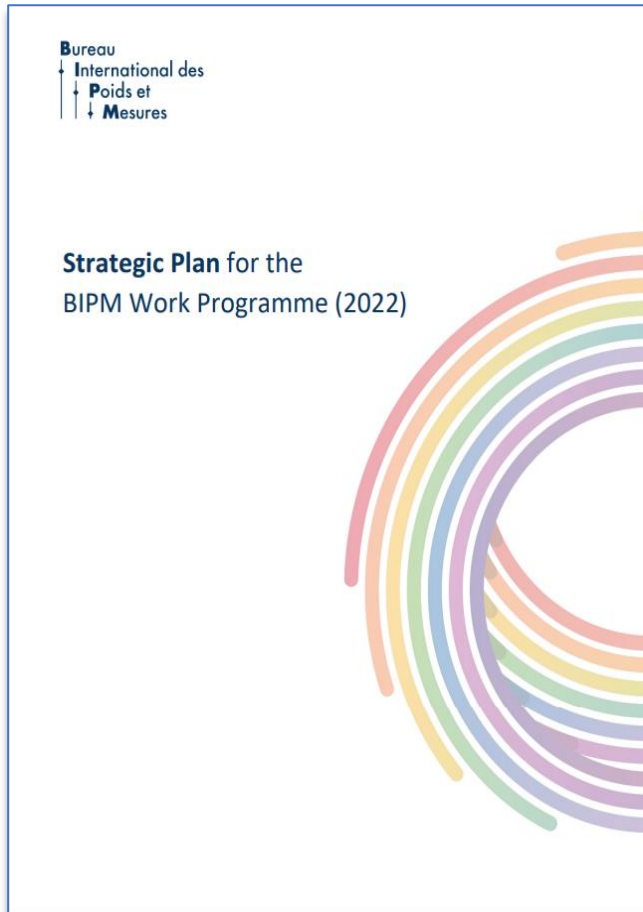 Bureau
International des
Poids et
Mesures
Strategic Plan for the
BIPM Work Programme (2022)